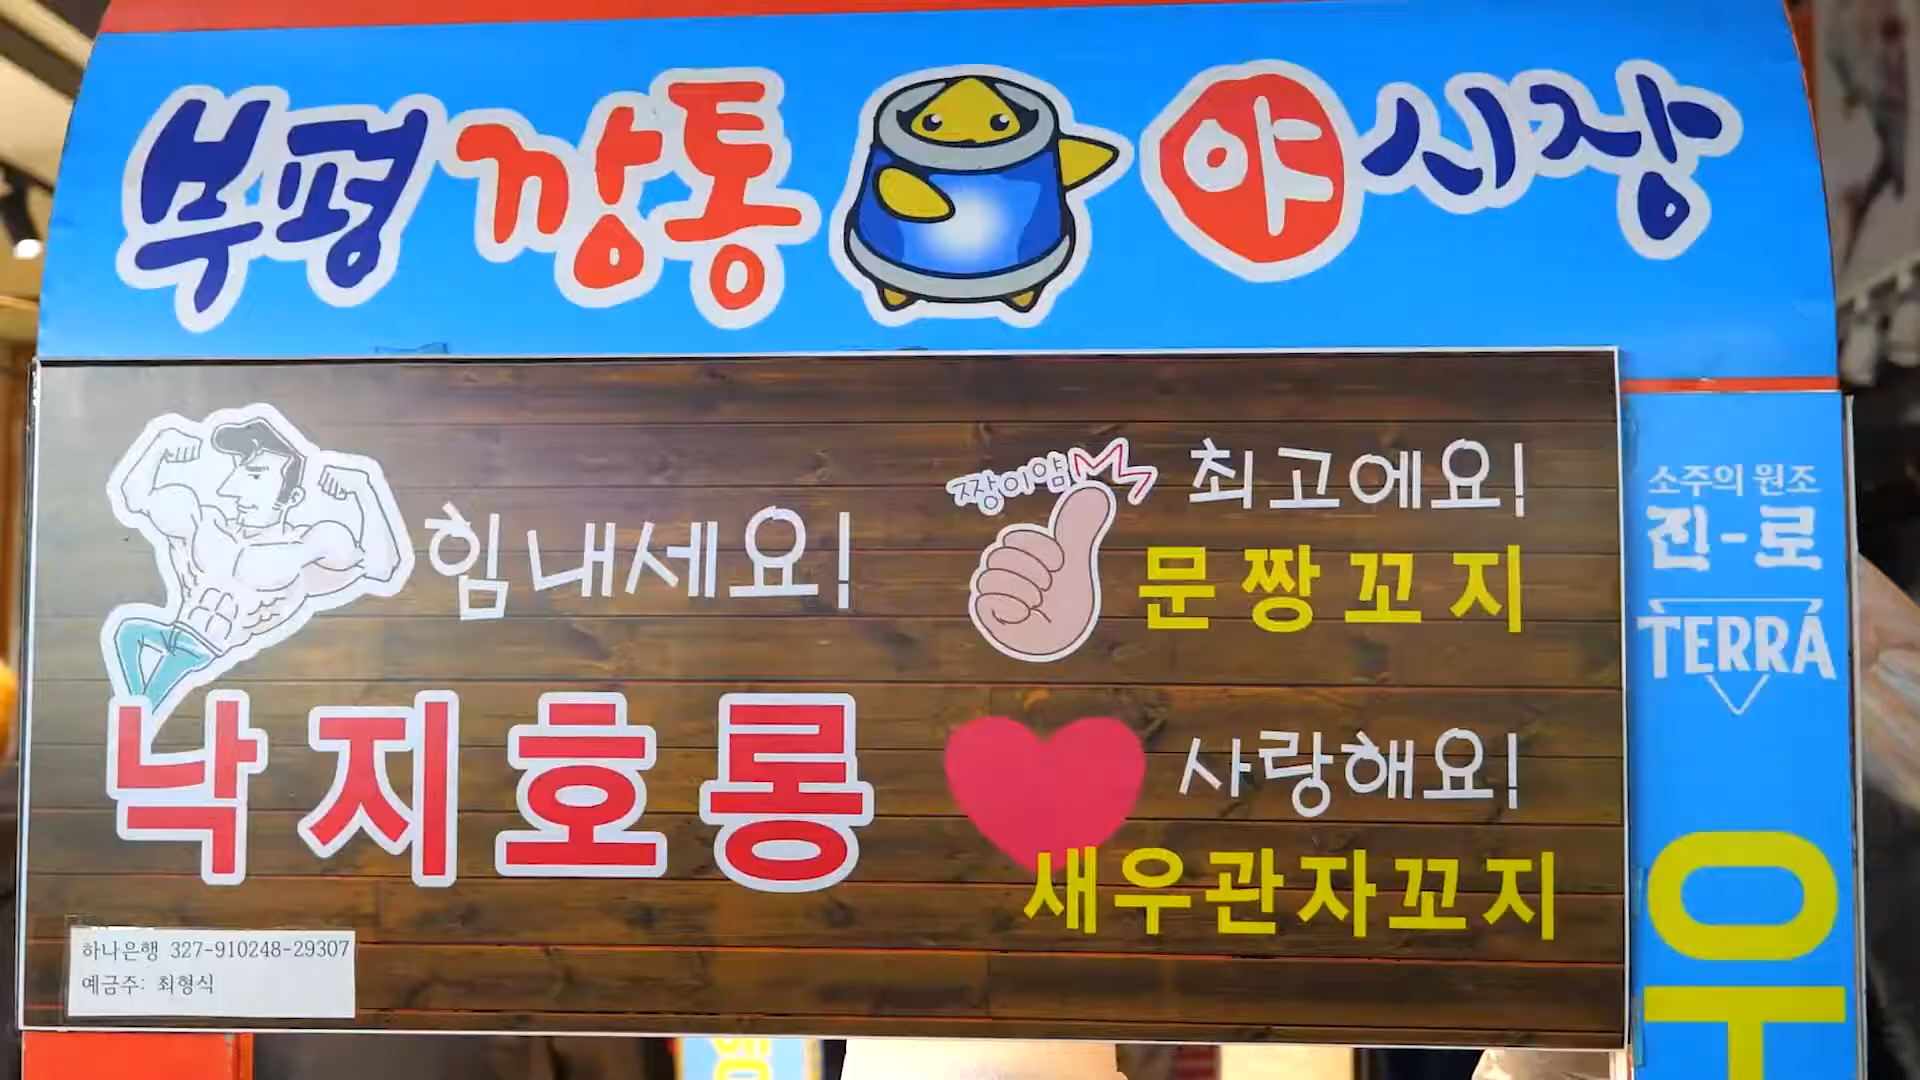 부평깡통 야시장
힘내세요!
낙지호롱
짱이얌
최고에요!
문짱꼬지
사랑해요!
새우관자꼬지
하나은행 327-910248-29307
예금주: 최형식
소주의 원조
진-로
TERRA